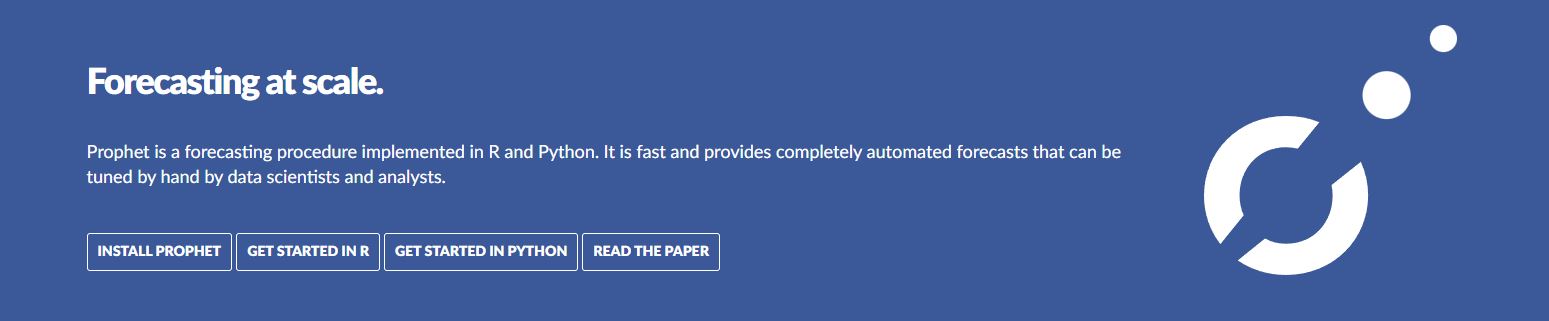 Forecasting at scale.
Prophet is a forecasting procedure implemented in R and Python. It is fast and provides completely automated forecasts that can be
tuned by hand by data scientists and analysts.
INSTALL PROPHET GET STARTED IN R GET STARTED IN PYTHON READ THE PAPER